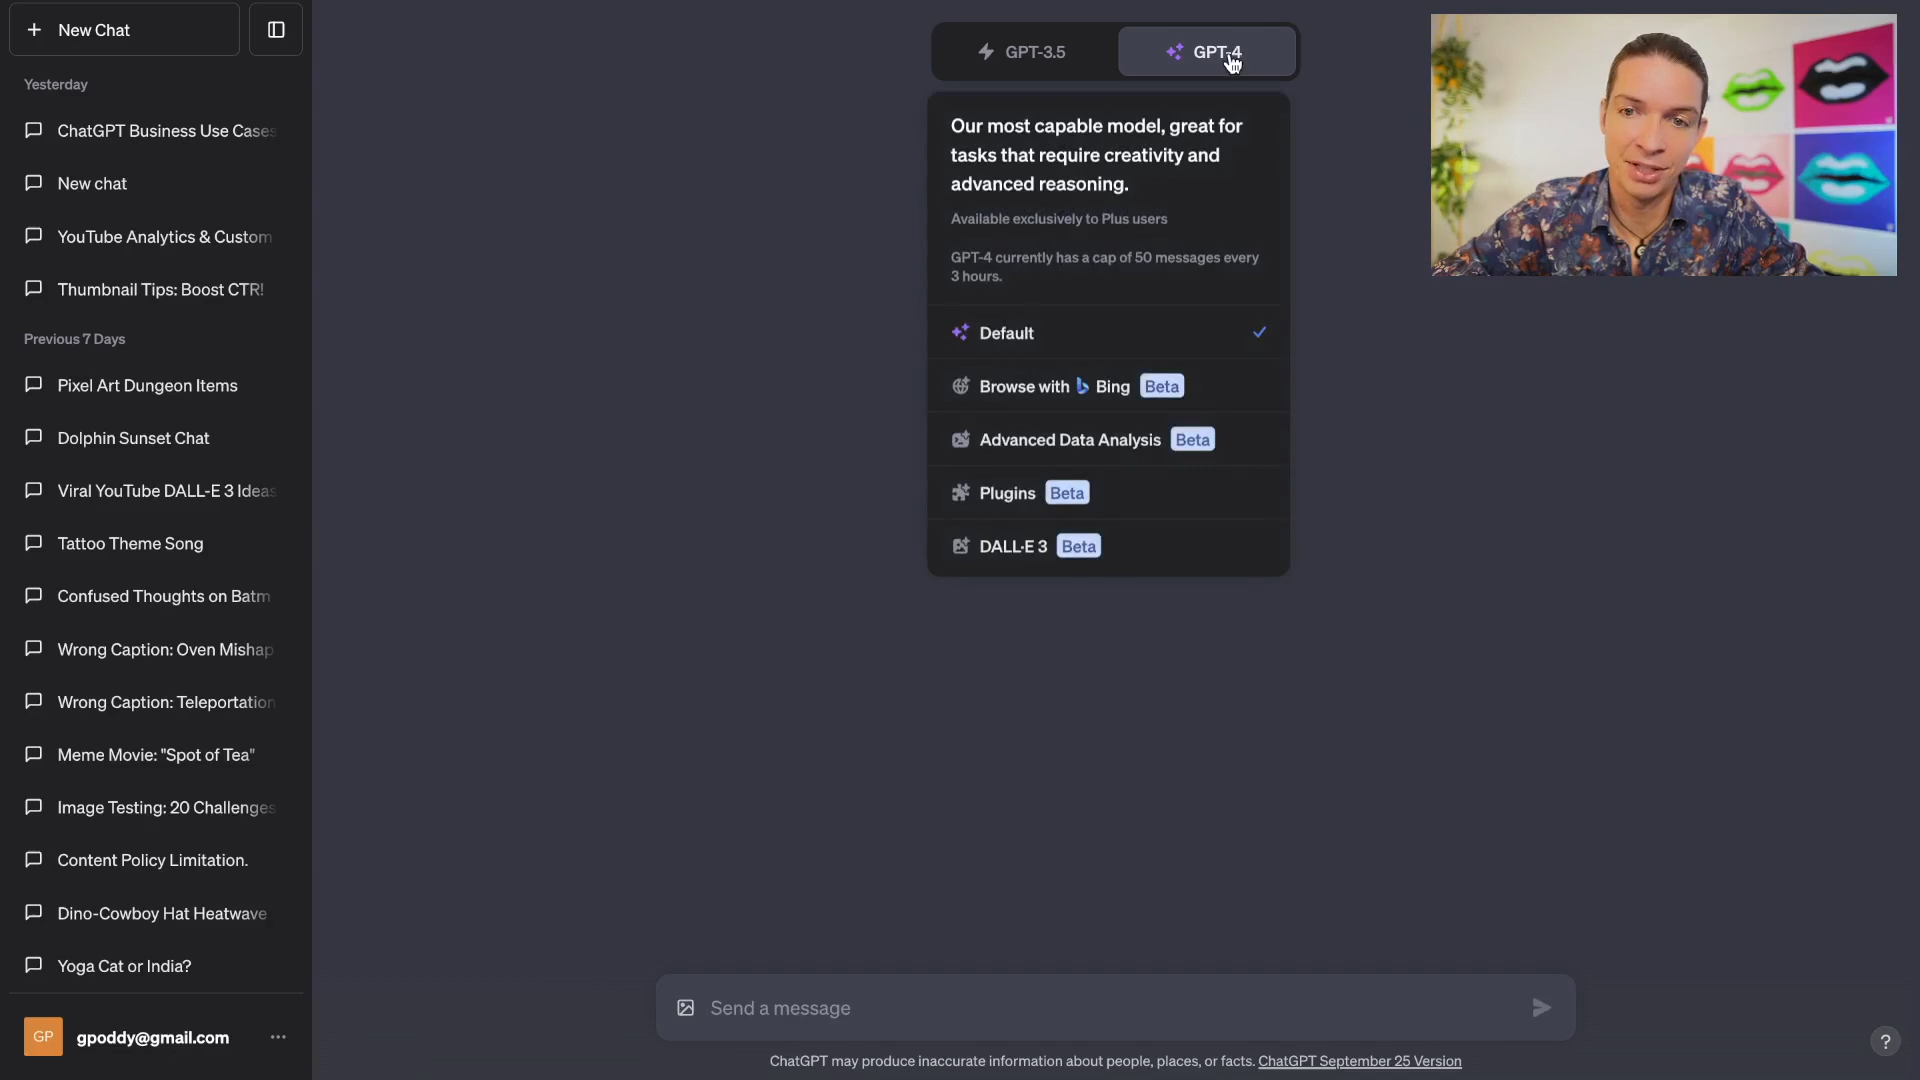 New Chat
Yesterday
ChatGPT Business Use Cases
New chat
YouTube Analytics & Custom
Thumbnail Tips: Boost CTR!
Previous 7 Days
Pixel Art Dungeon Items
Dolphin Sunset Chat
Viral YouTube DALL-E 3 Ideas
Tattoo Theme Song
Confused Thoughts on Batm
Wrong Caption: Oven Mishap
Wrong Caption: Teleportation
Meme Movie: "Spot of Tea"
Image Testing: 20 Challenges
Content Policy Limitation.
Dino-Cowboy Hat Heatwave
Yoga Cat or India?
GP gpoddy@gmail.com
GPT-3.5 GPT-4
Our most capable model, great for
tasks that require creativity and
advanced reasoning.
Available exclusively to Plus users
GPT-4 currently has a cap of 50 messages every
3 hours.
Default
Browse with Bing Beta
Advanced Data Analysis Beta
Plugins Beta
DALL·E 3 Beta
Send a message
ChatGPT may produce inaccurate information about people, places, or facts. ChatGPT September 25 Version
?